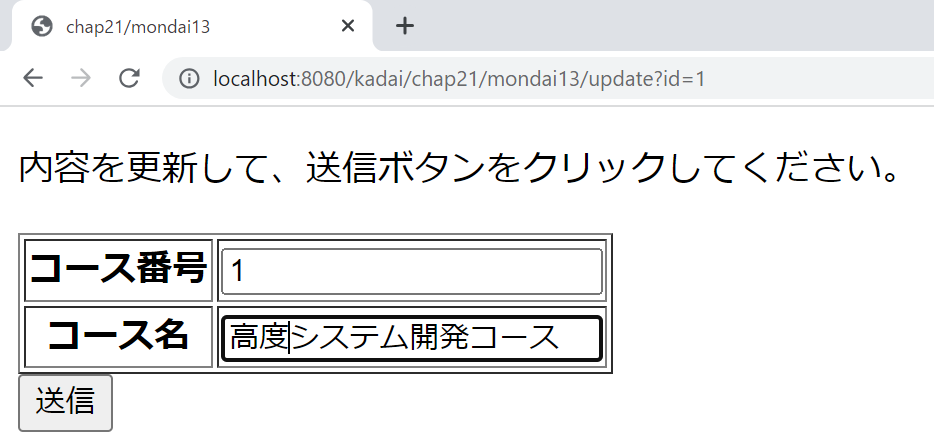 chap21/mondai13
localhost:8080/kadai/chap21/mondai13/update?id=1
内容を更新して、送信ボタンをクリックしてください。
コース番号 1
コース名 高度システム開発コース
送信